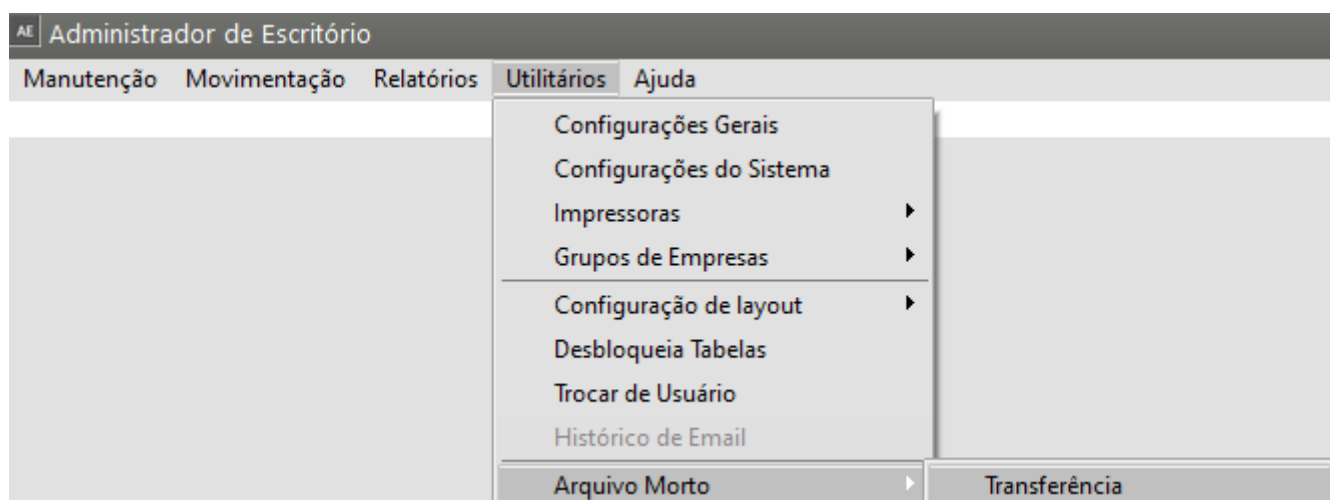 AE Administrador de Escritório
Manutenção Movimentação Relatórios Utilitários Ajuda
Configurações Gerais
Configurações do Sistema
Impressoras
Grupos de Empresas
Configuração de layout
Desbloqueia Tabelas
Trocar de Usuário
Histórico de Email
Arquivo Morto Transferência